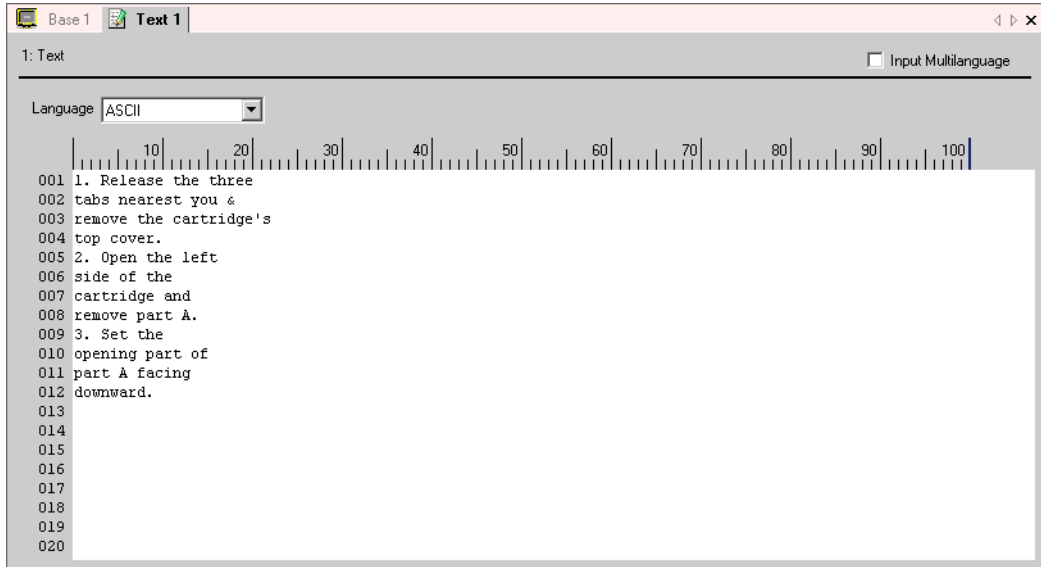 Base 1 Text 1
1: Text Input Multilanguage
Language ASCII
10 20 30 40 50 60 70 80 90 100
001 1. Release the three
002 tabs nearest you &
003 remove the cartridge's
004 top cover.
005 2. Open the left
006 side of the
007 cartridge and
008 remove part A.
009 3. Set the
010 opening part of
011 part A facing
012 downward.
013
014
015
016
017
018
019
020